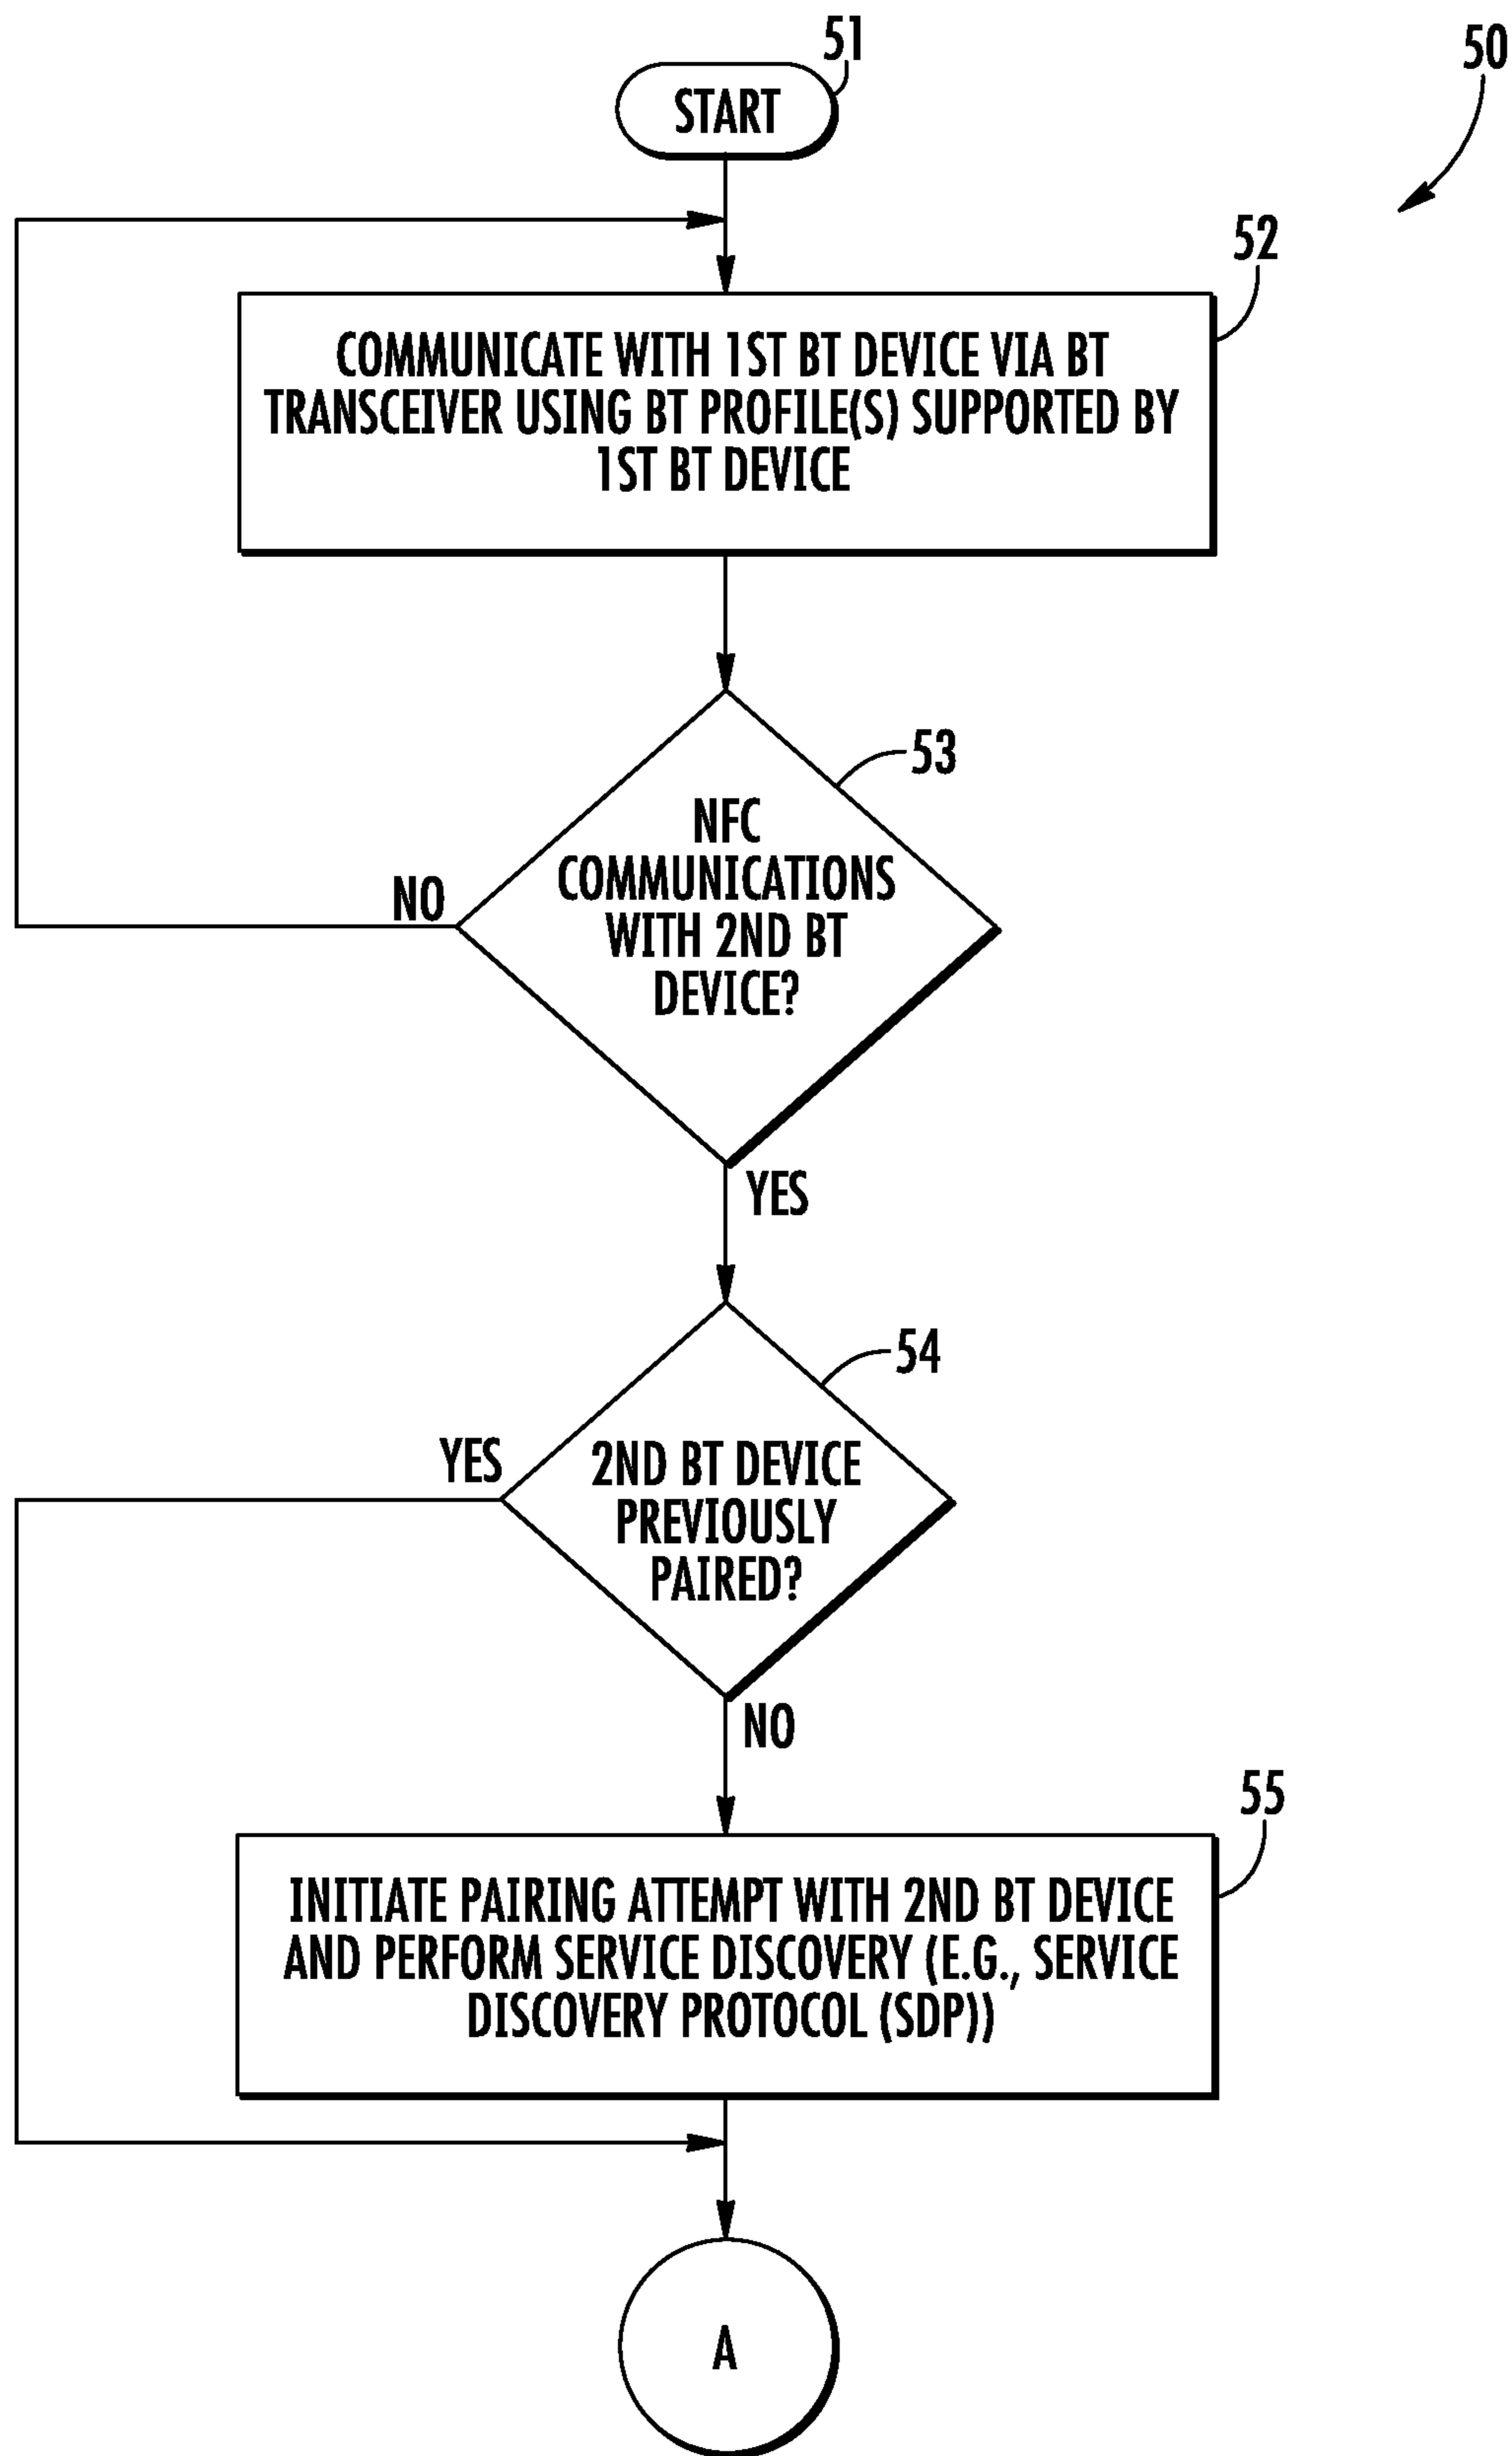 51
50
START
52
COMMUNICATE WITH 1ST BT DEVICE VIA BT
TRANSCEIVER USING BT PROFILE(S) SUPPORTED BY
1ST BT DEVICE
53
NFC
COMMUNICATIONS
WITH 2ND BT
DEVICE?
NO
YES
54
2ND BT DEVICE
PREVIOUSLY
PAIRED?
YES
NO
55
INITIATE PAIRING ATTEMPT WITH 2ND BT DEVICE
AND PERFORM SERVICE DISCOVERY (E.G., SERVICE
DISCOVERY PROTOCOL (SDP))
A